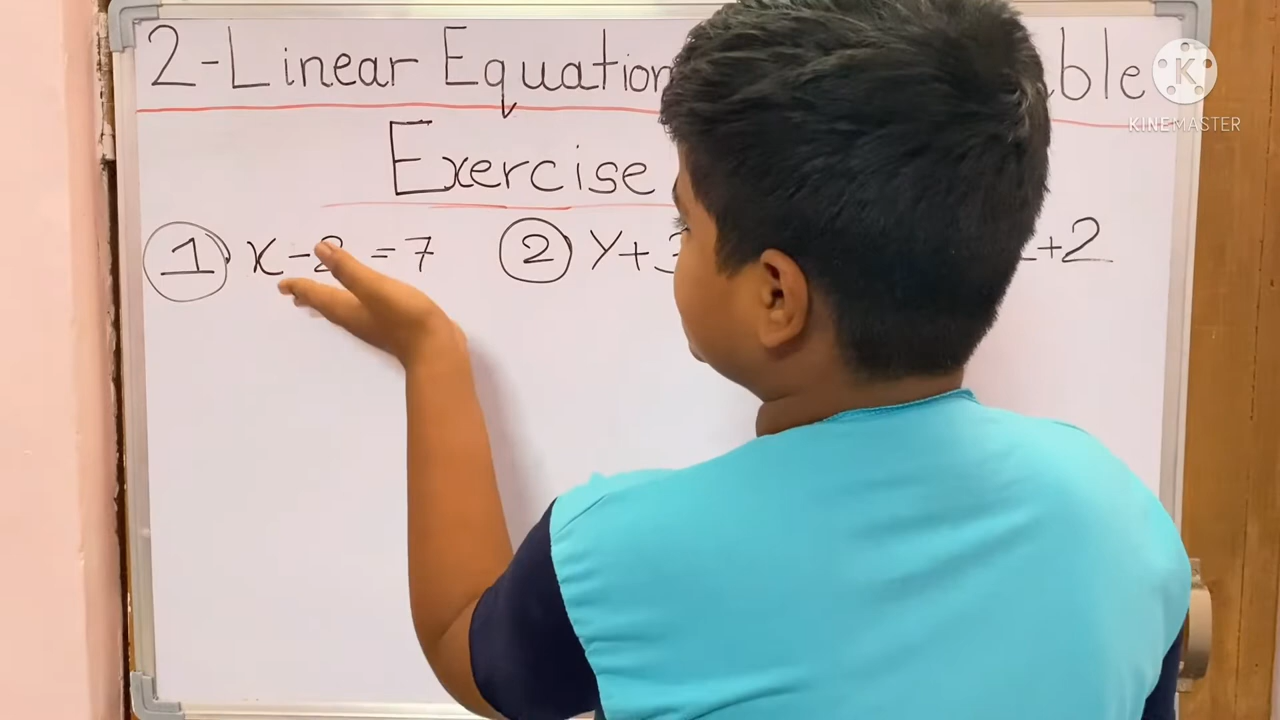 2-Linear Equation ble
Exercise
1 x-2=7 2 y+3 +2
K
KINEMASTER